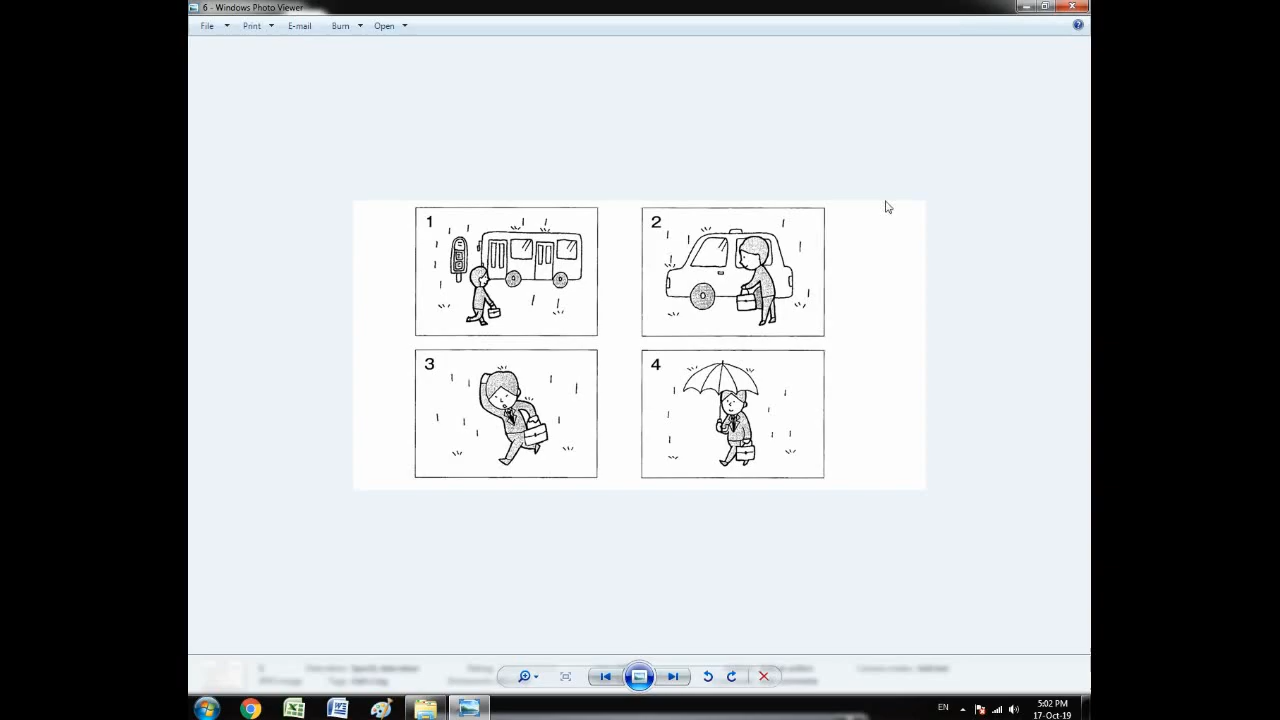 6 - Windows Photo Viewer
File Print E-mail Burn Open
1
2
3
4
EN
5:02 PM
17-Oct-19